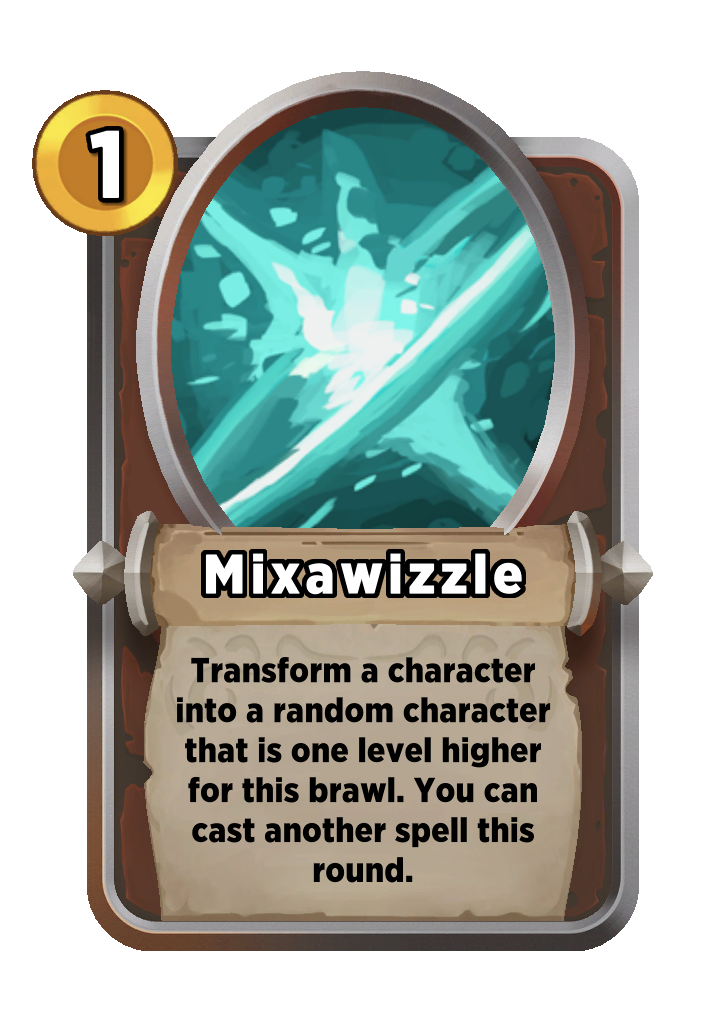 1
Mixawizzle
Transform a character
into a random character
that is one level higher
for this brawl. You can
cast another spell this
round.